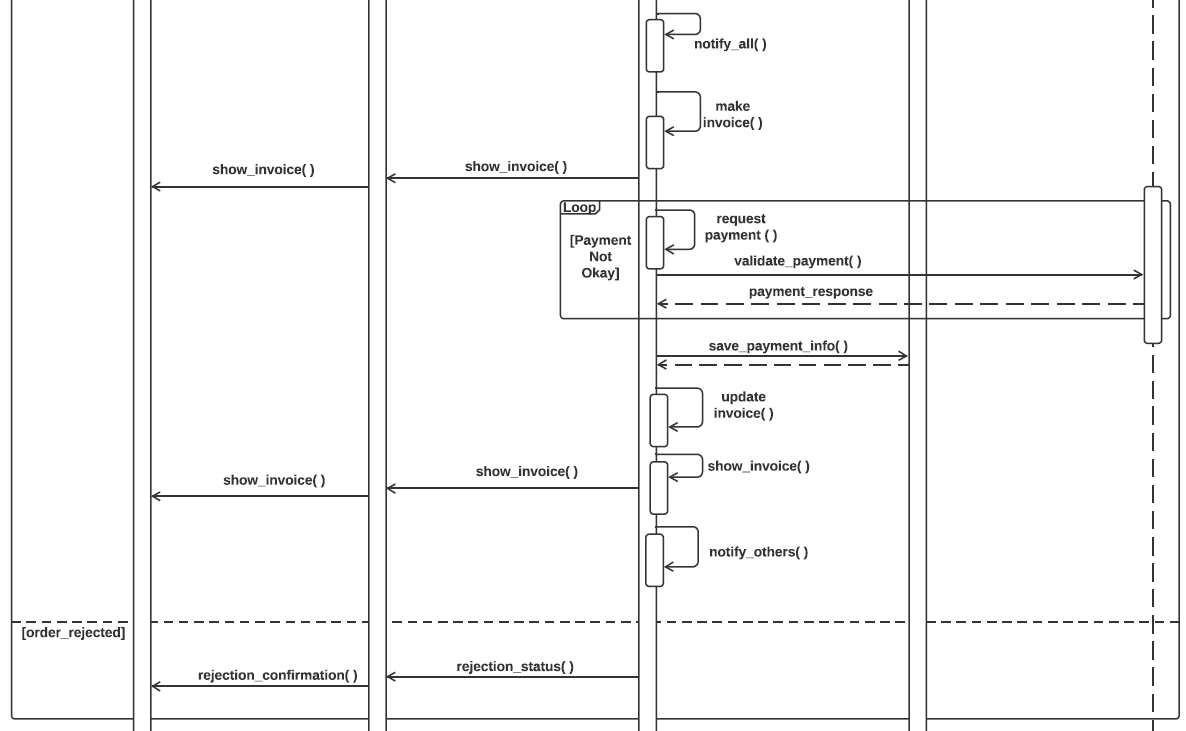 notify_all( )
make
invoice( )
show_invoice( )
show_invoice( )
Loop
request
payment ( )
[Payment
Not
Okay]
validate_payment( )
payment_response
save_payment_info( )
update
invoice( )
show_invoice( )
show_invoice( )
show_invoice( )
notify_others( )
[order_rejected]
rejection_status( )
rejection_confirmation( )